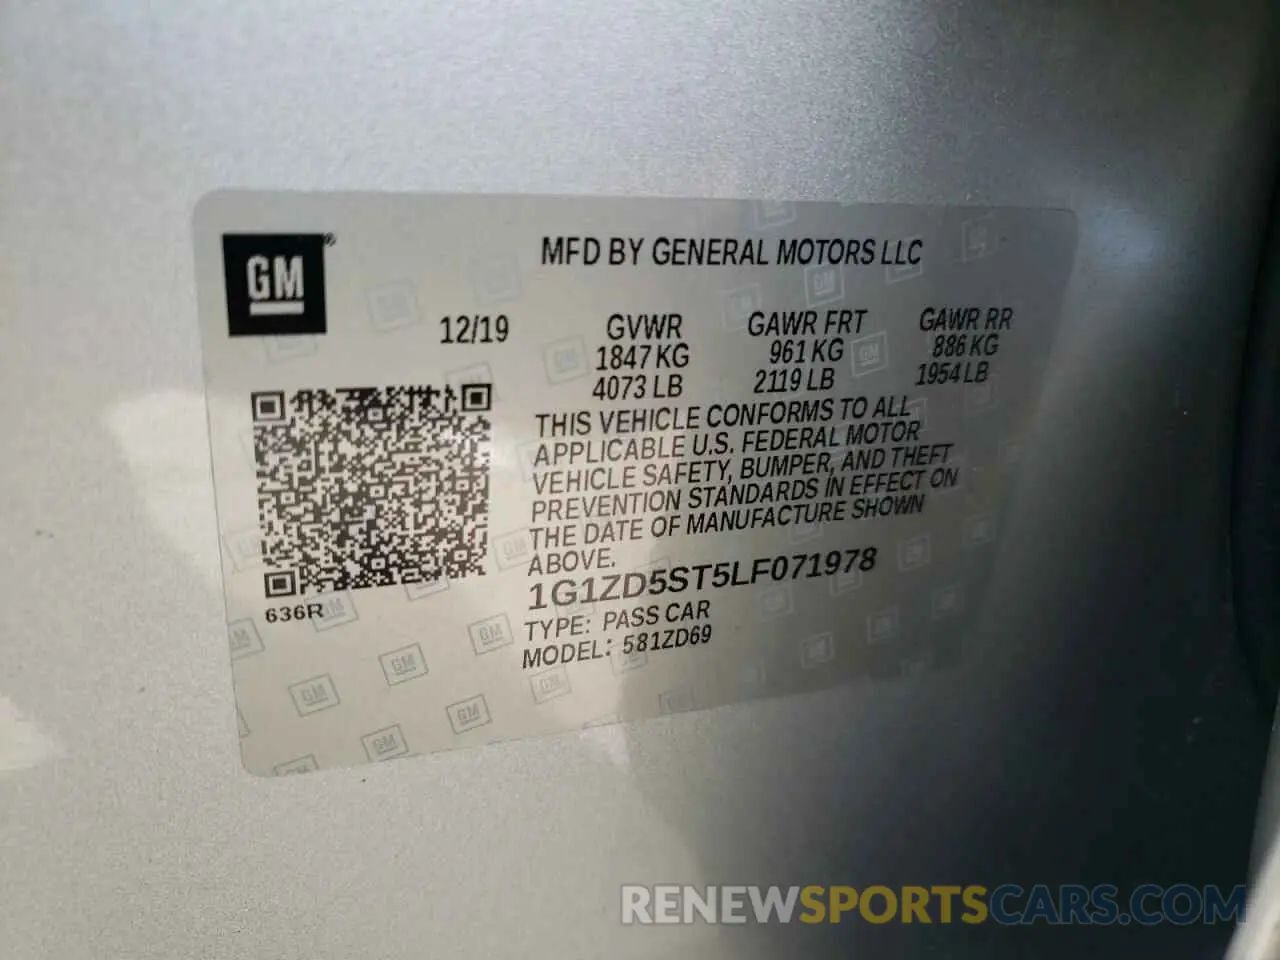 GM®
MFD BY GENERAL MOTORS LLC
12/19 GVWR GAWR FRT GAWR RR
1847 KG 961 KG 886 KG
4073 LB 2119 LB 1954 LB
THIS VEHICLE CONFORMS TO ALL
APPLICABLE U.S. FEDERAL MOTOR
VEHICLE SAFETY, BUMPER, AND THEFT
PREVENTION STANDARDS IN EFFECT ON
THE DATE OF MANUFACTURE SHOWN
ABOVE.
1G1ZD5ST5LF071978
636R
TYPE: PASS CAR
MODEL: 581ZD69
RENEWSPORTSCARS.COM